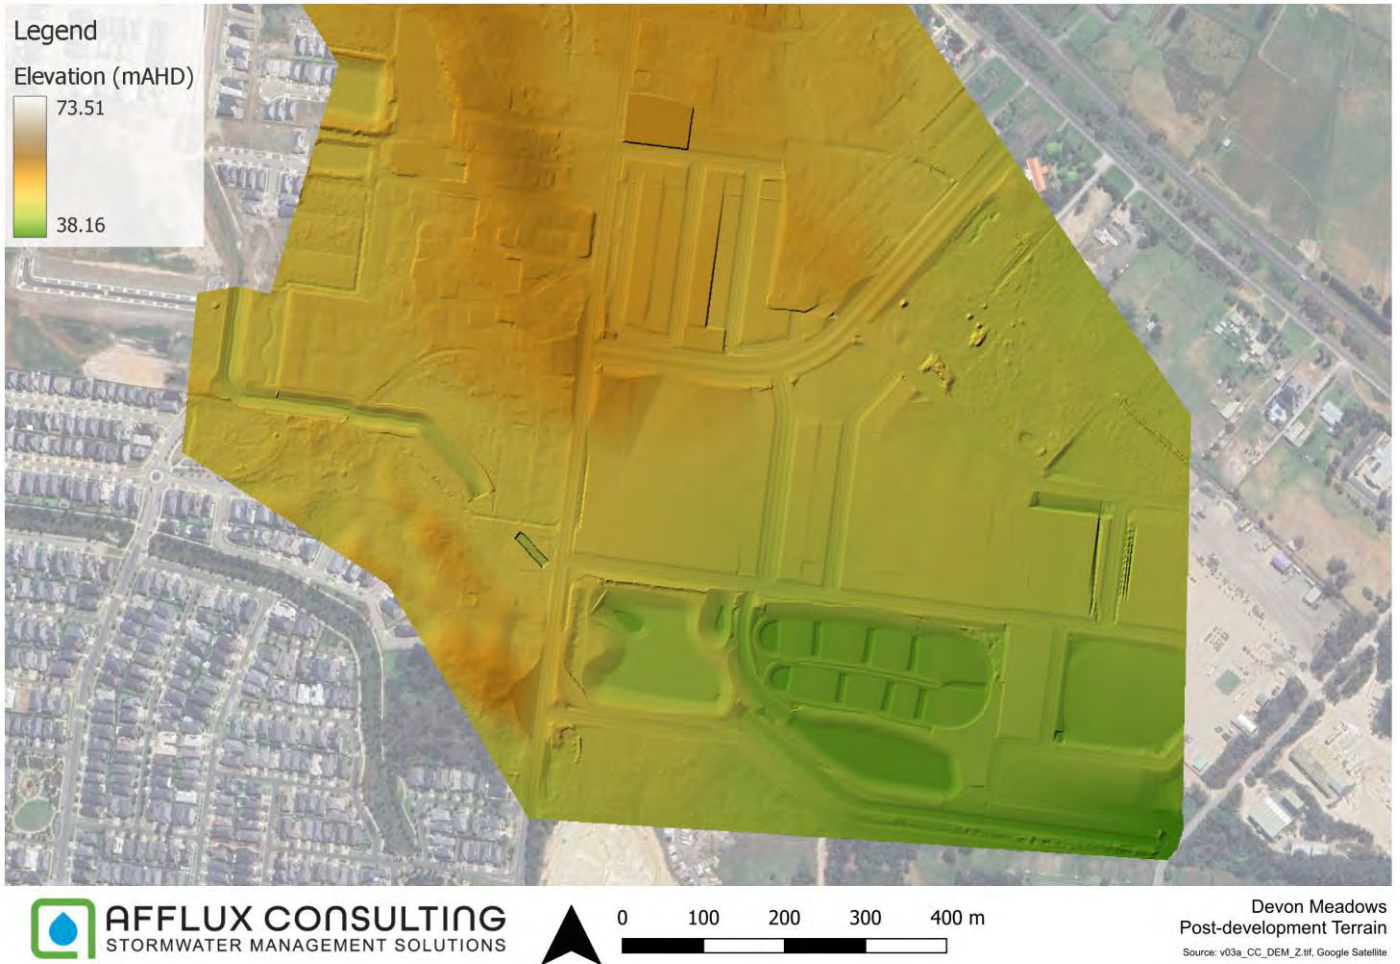 Legend
Elevation (mAHD)
73.51
38.16
AFFLUX CONSULTING
STORMWATER MANAGEMENT SOLUTIONS
0 100 200 300 400 m
Devon Meadows
Post-development Terrain
Source: v03a_CC_DEM_Z.tif, Google Satellite